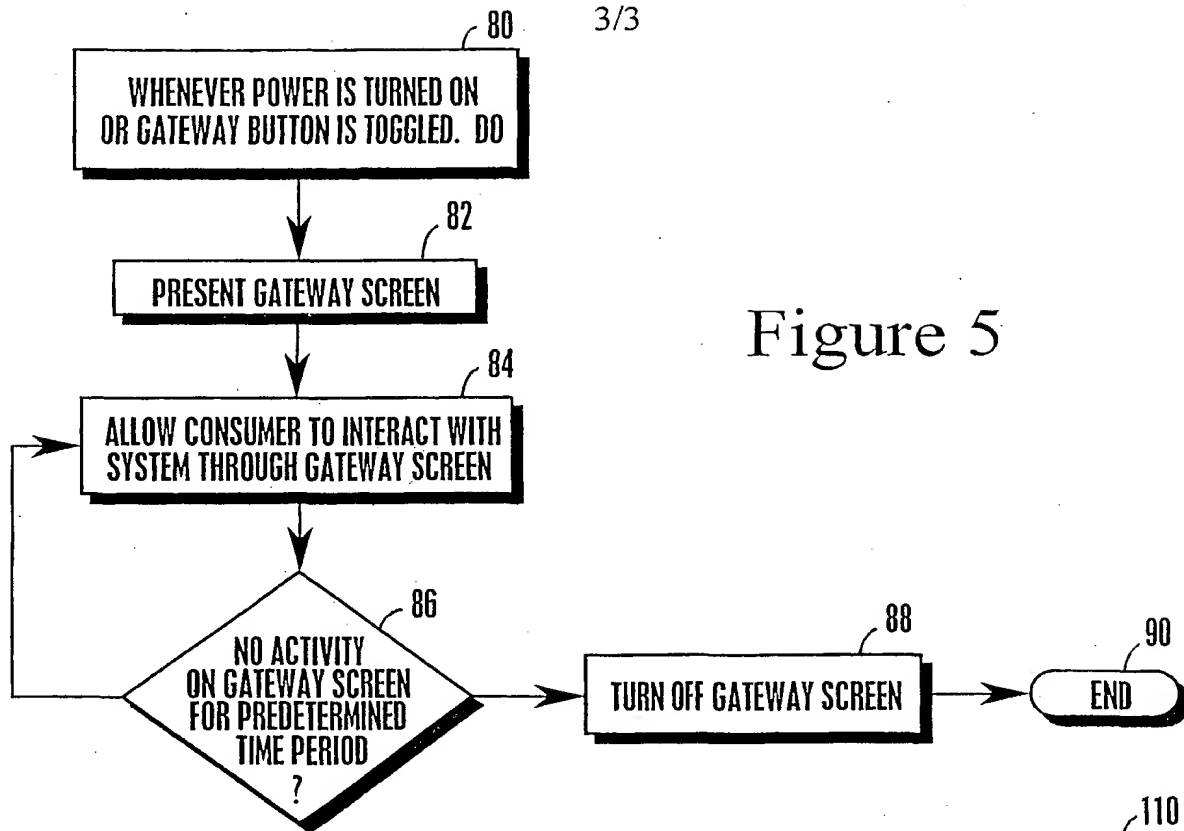 3/3
80
WHENEVER POWER IS TURNED ON
OR GATEWAY BUTTON IS TOGGLED. DO
82
PRESENT GATEWAY SCREEN
Figure 5
84
ALLOW CONSUMER TO INTERACT WITH
SYSTEM THROUGH GATEWAY SCREEN
86
NO ACTIVITY
ON GATEWAY SCREEN
FOR PREDETERMINED
TIME PERIOD
?
88
TURN OFF GATEWAY SCREEN
90
END
110